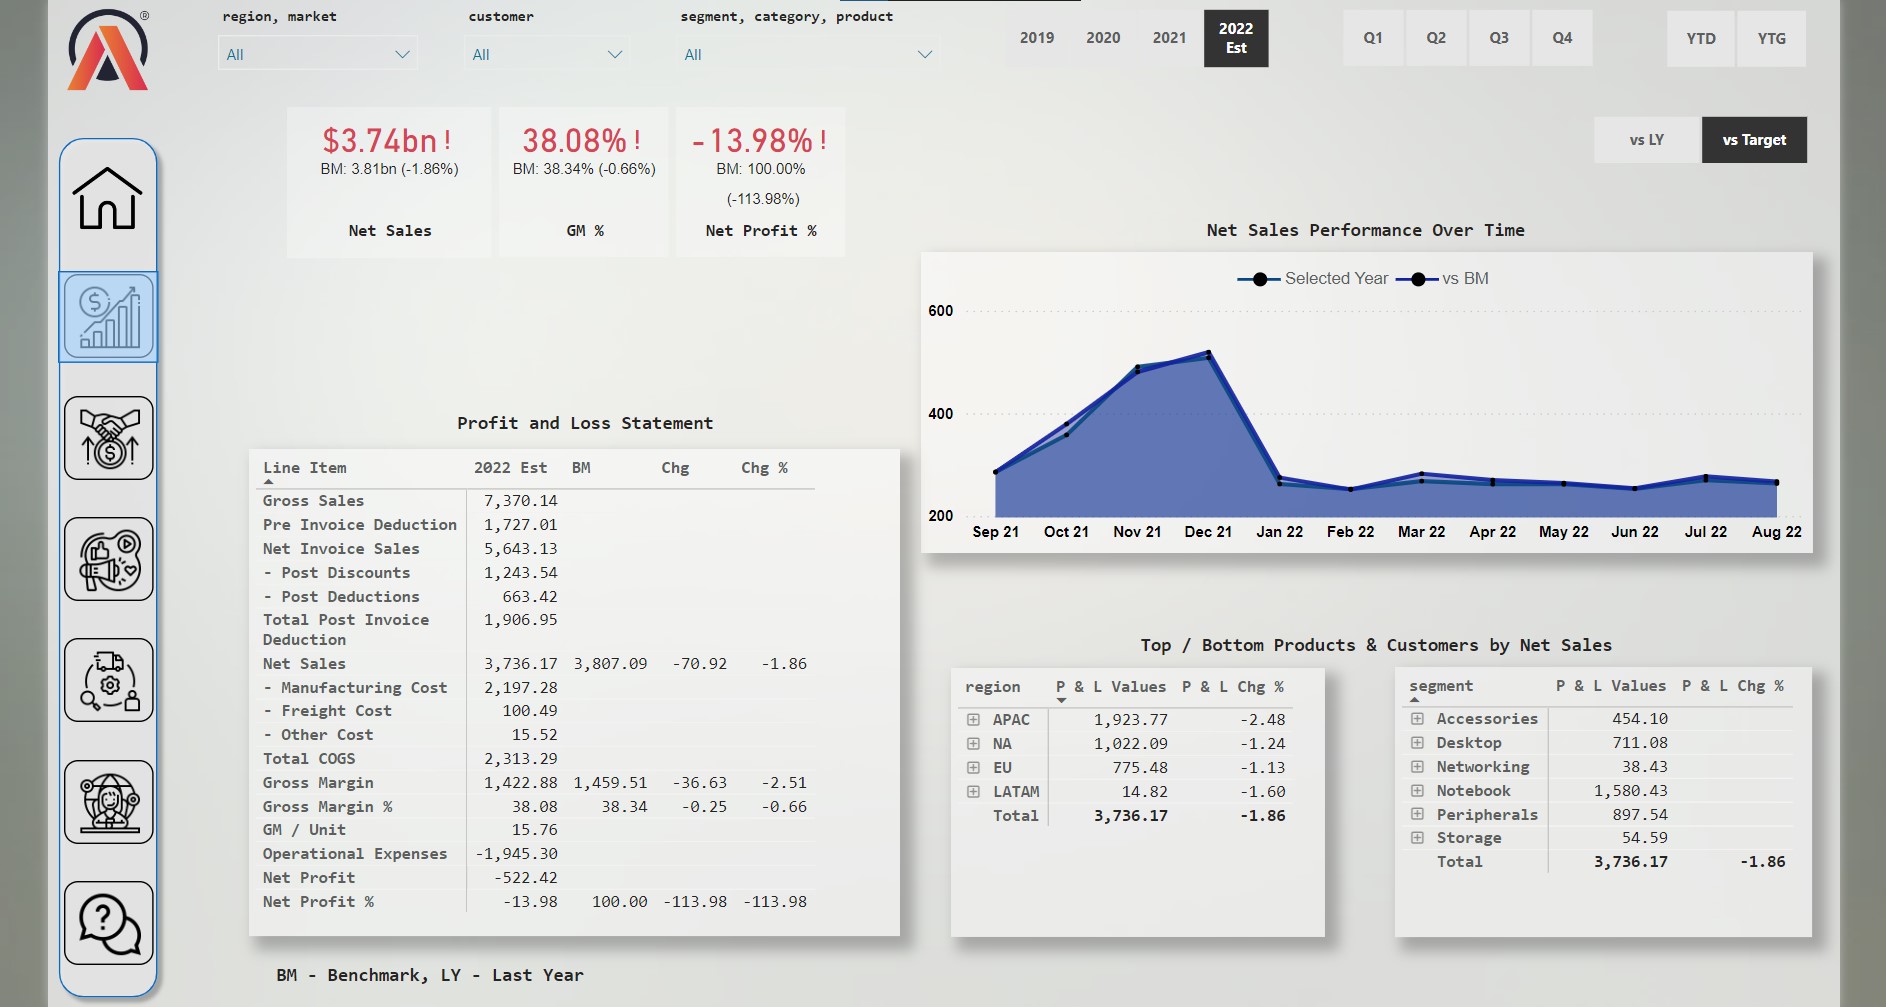 ®
region, market
customer
segment, category, product
All
All
All
2019
2020
2021
2022
Est
Q1
Q2
Q3
Q4
YTD
YTG
$3.74bn!
BM: 3.81bn (-1.86%)
Net Sales
38.08%!
BM: 38.34% (-0.66%)
GM %
-13.98%!
BM: 100.00%
(-113.98%)
Net Profit %
vs LY
vs Target
Net Sales Performance Over Time
Selected Year
vs BM
600
400
200
Sep 21 Oct 21 Nov 21 Dec 21 Jan 22 Feb 22 Mar 22 Apr 22 May 22 Jun 22 Jul 22 Aug 22
Profit and Loss Statement
Line Item 2022 Est BM Chg Chg %
Gross Sales 7,370.14
Pre Invoice Deduction 1,727.01
Net Invoice Sales 5,643.13
- Post Discounts 1,243.54
- Post Deductions 663.42
Total Post Invoice 1,906.95
Deduction
Net Sales 3,736.17 3,807.09 -70.92 -1.86
- Manufacturing Cost 2,197.28
- Freight Cost 100.49
- Other Cost 15.52
Total COGS 2,313.29
Gross Margin 1,422.88 1,459.51 -36.63 -2.51
Gross Margin % 38.08 38.34 -0.25 -0.66
GM / Unit 15.76
Operational Expenses -1,945.30
Net Profit -522.42
Net Profit % -13.98 100.00 -113.98 -113.98
Top / Bottom Products & Customers by Net Sales
region P & L Values P & L Chg %
APAC 1,923.77 -2.48
NA 1,022.09 -1.24
EU 775.48 -1.13
LATAM 14.82 -1.60
Total 3,736.17 -1.86
segment P & L Values P & L Chg %
Accessories 454.10
Desktop 711.08
Networking 38.43
Notebook 1,580.43
Peripherals 897.54
Storage 54.59
Total 3,736.17 -1.86
BM - Benchmark, LY - Last Year